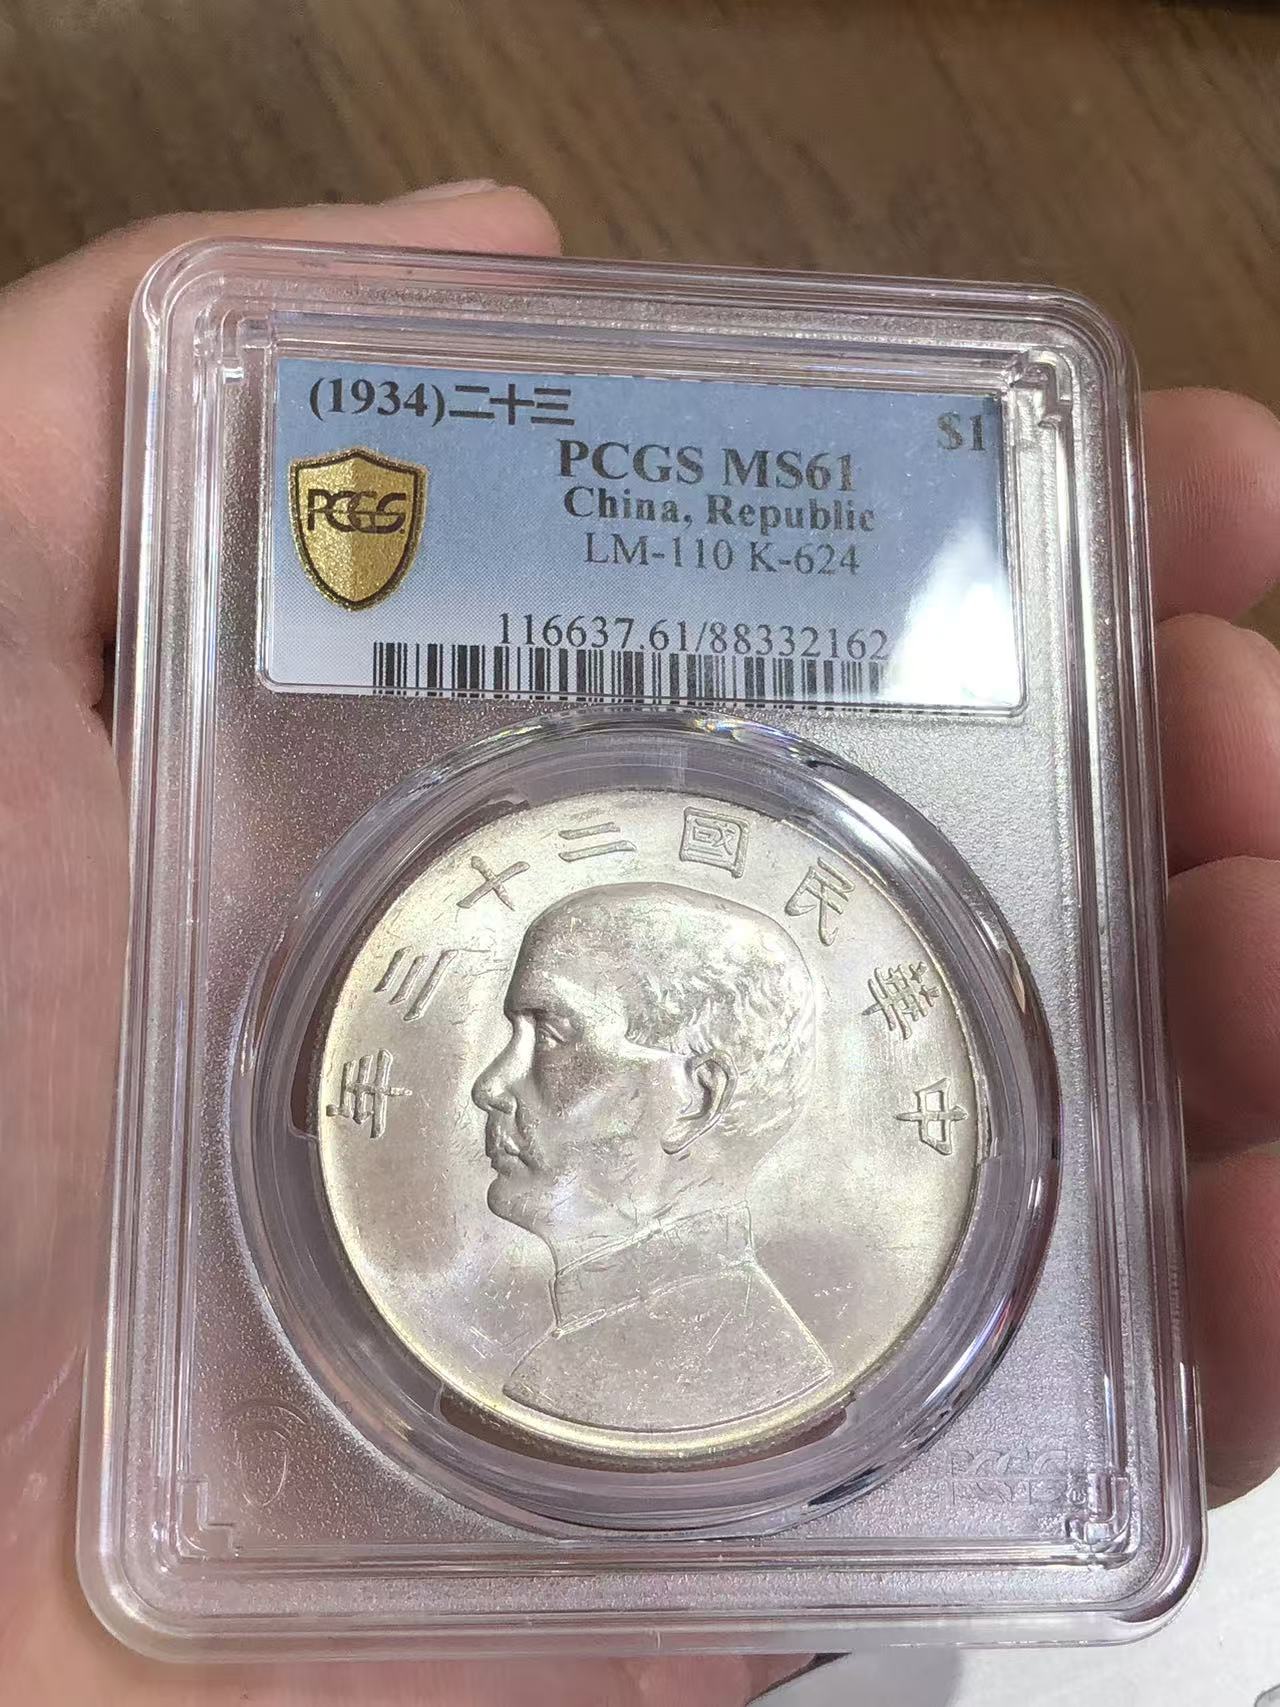 (1934)二十三
$1
PCGS MS61
China, Republic
LM-110 K-624
116637.61/88332162
PCGS
中華民國二十三年
PCGS